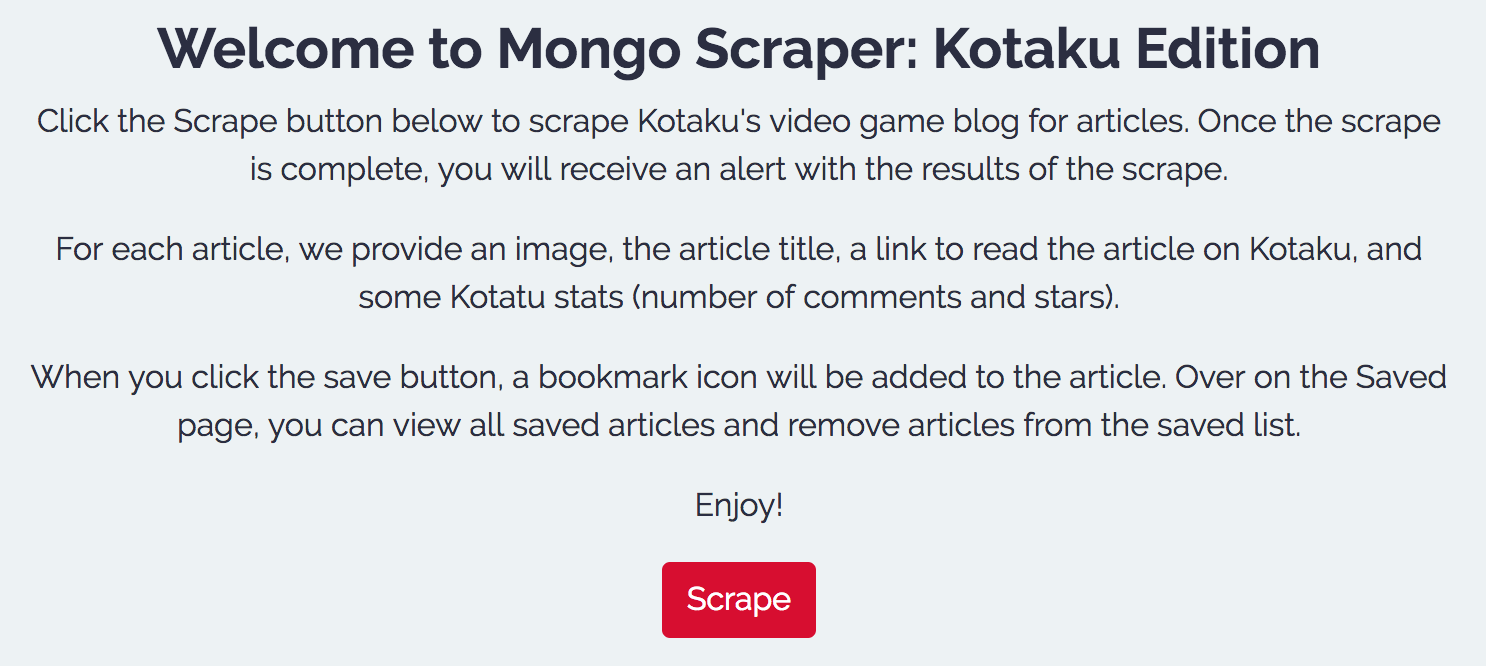 Welcome to Mongo Scraper: Kotaku Edition
Click the Scrape button below to scrape Kotaku's video game blog for articles. Once the scrape
is complete, you will receive an alert with the results of the scrape.
For each article, we provide an image, the article title, a link to read the article on Kotaku, and
some Kotatu stats (number of comments and stars).
When you click the save button, a bookmark icon will be added to the article. Over on the Saved
page, you can view all saved articles and remove articles from the saved list.
Enjoy!
Scrape